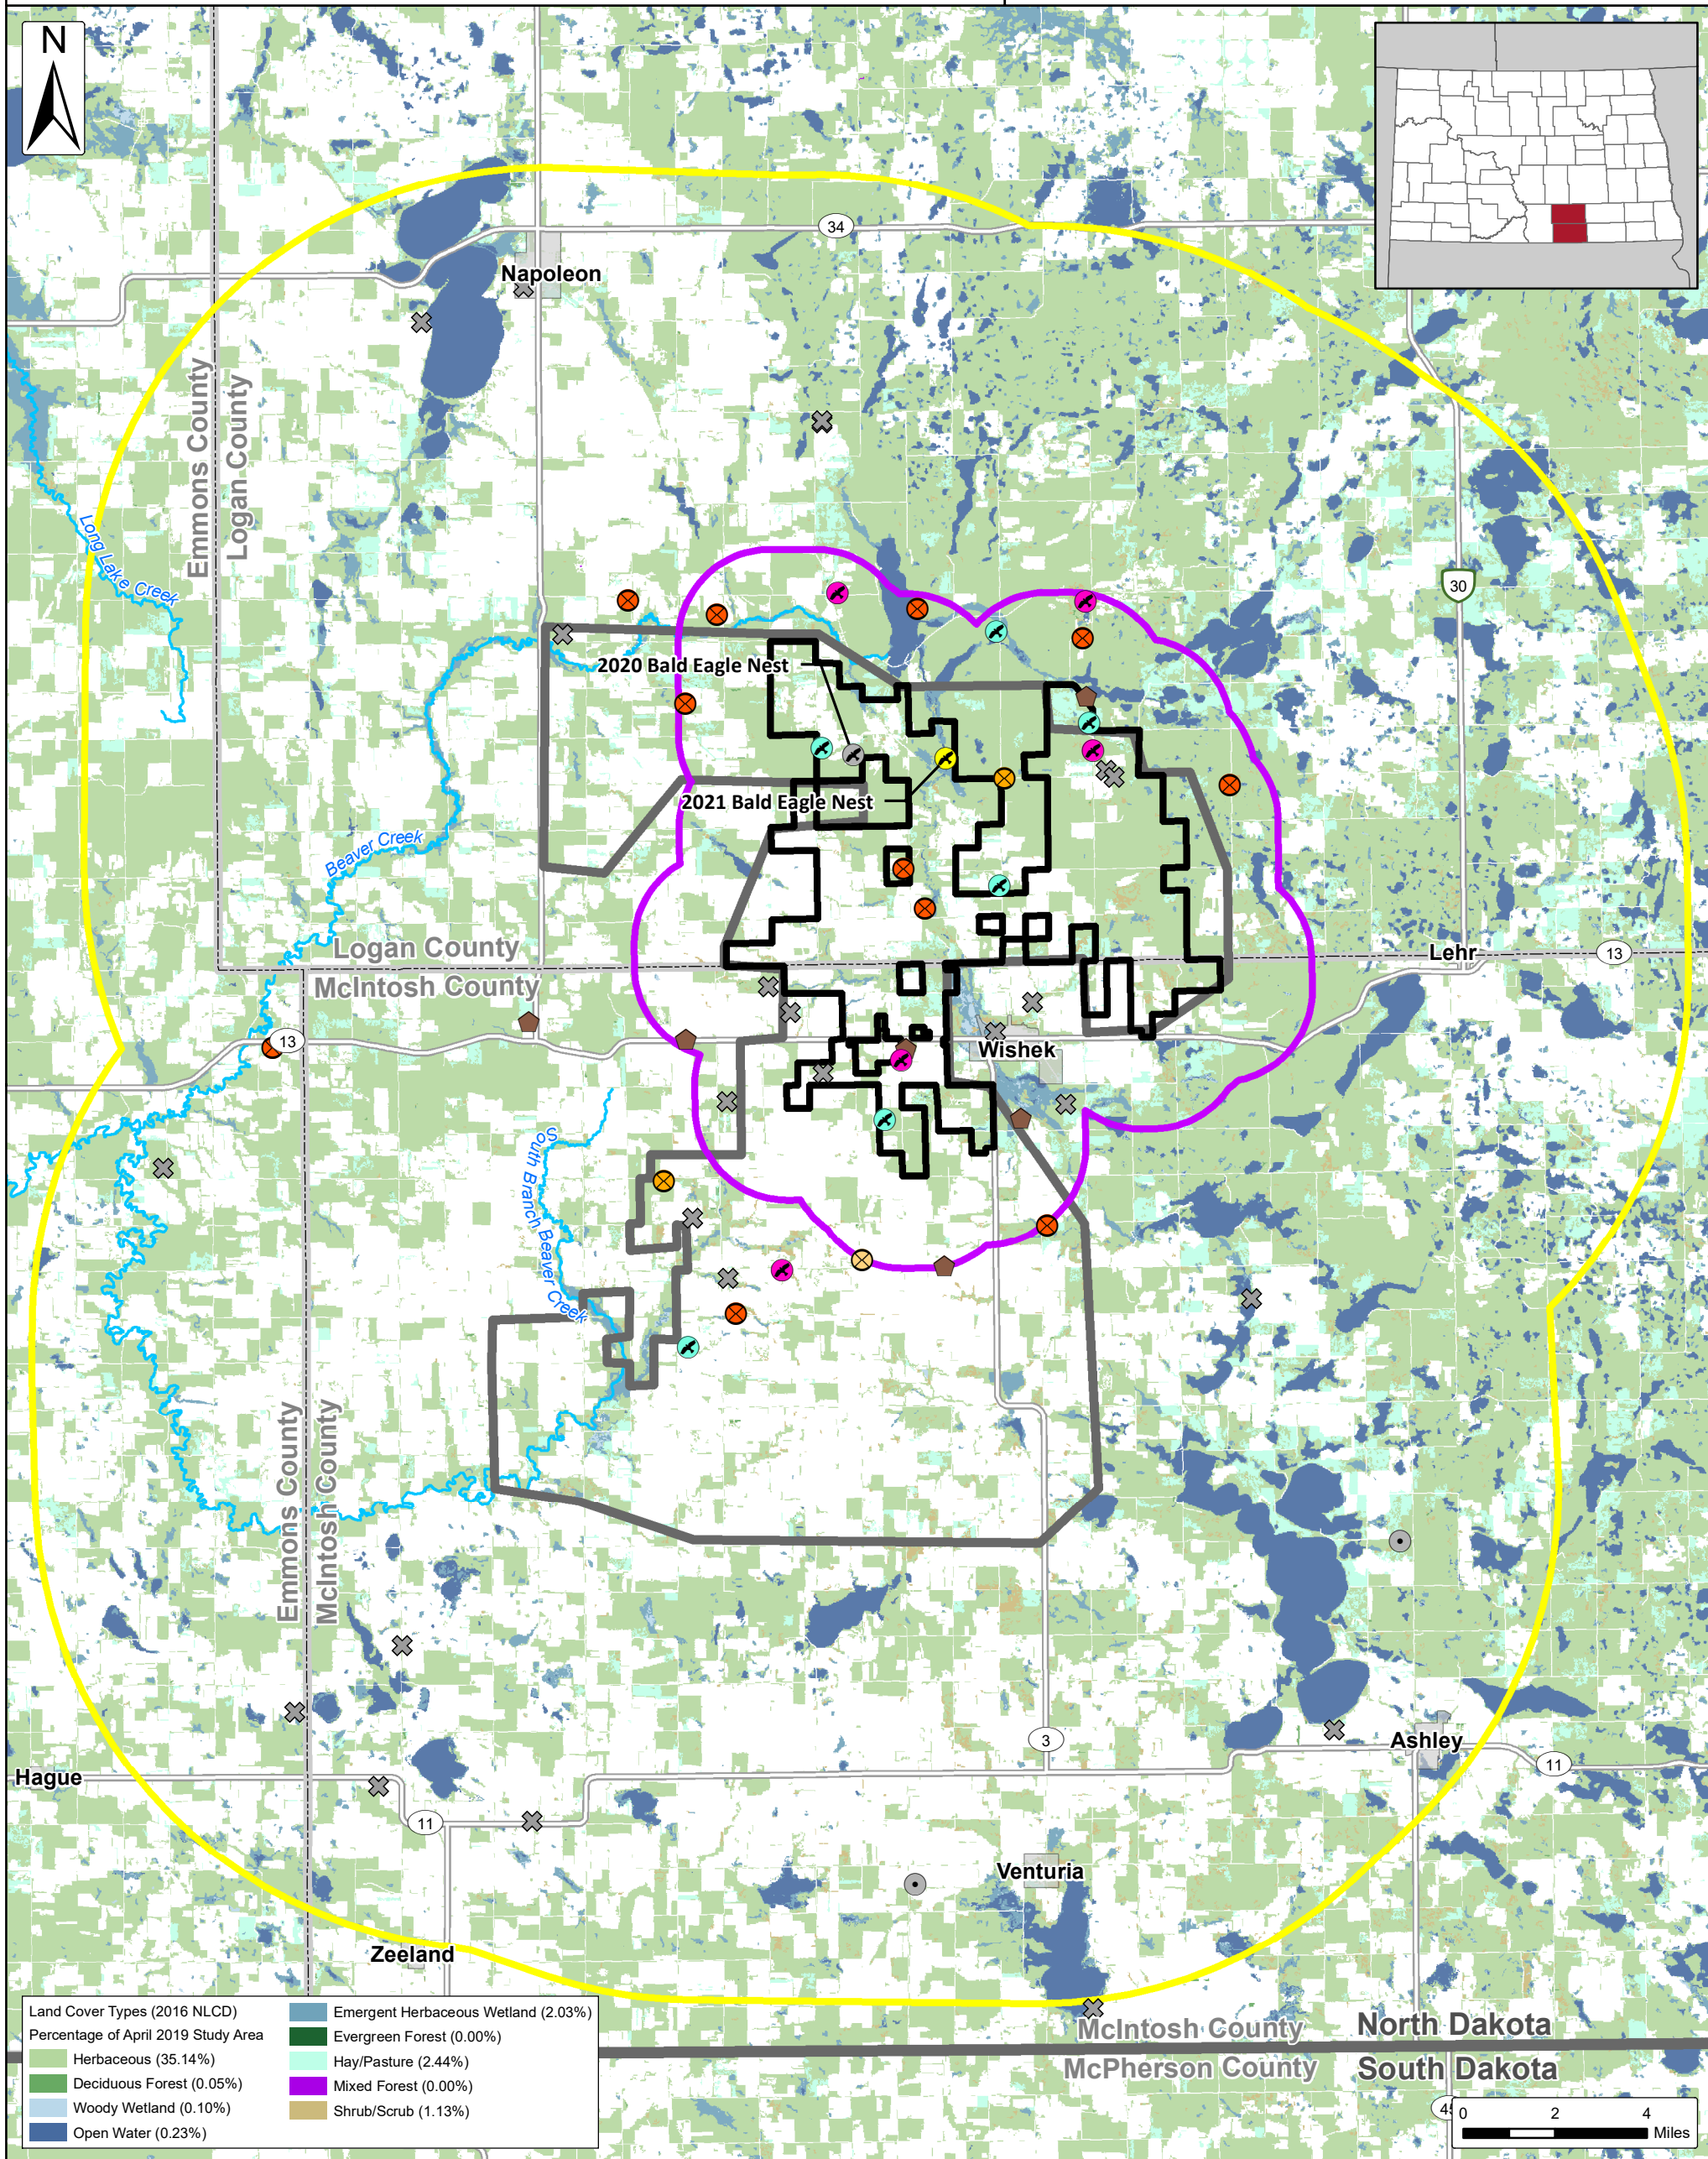 N
34
Napoleon
Emmons County
Logan County
Long Lake Creek
30
2020 Bald Eagle Nest
2021 Bald Eagle Nest
Beaver Creek
Logan County
McIntosh County
Lehr
13
13
Wishek
South Branch Beaver Creek
Emmons County
McIntosh County
3
Ashley
11
Hague
11
Venturia
Zeeland
McIntosh County
North Dakota
McPherson County
South Dakota
45
Land Cover Types (2016 NLCD)
Percentage of April 2019 Study Area
Herbaceous (35.14%)
Deciduous Forest (0.05%)
Woody Wetland (0.10%)
Open Water (0.23%)
Emergent Herbaceous Wetland (2.03%)
Evergreen Forest (0.00%)
Hay/Pasture (2.44%)
Mixed Forest (0.00%)
Shrub/Scrub (1.13%)
0 2 4
Miles